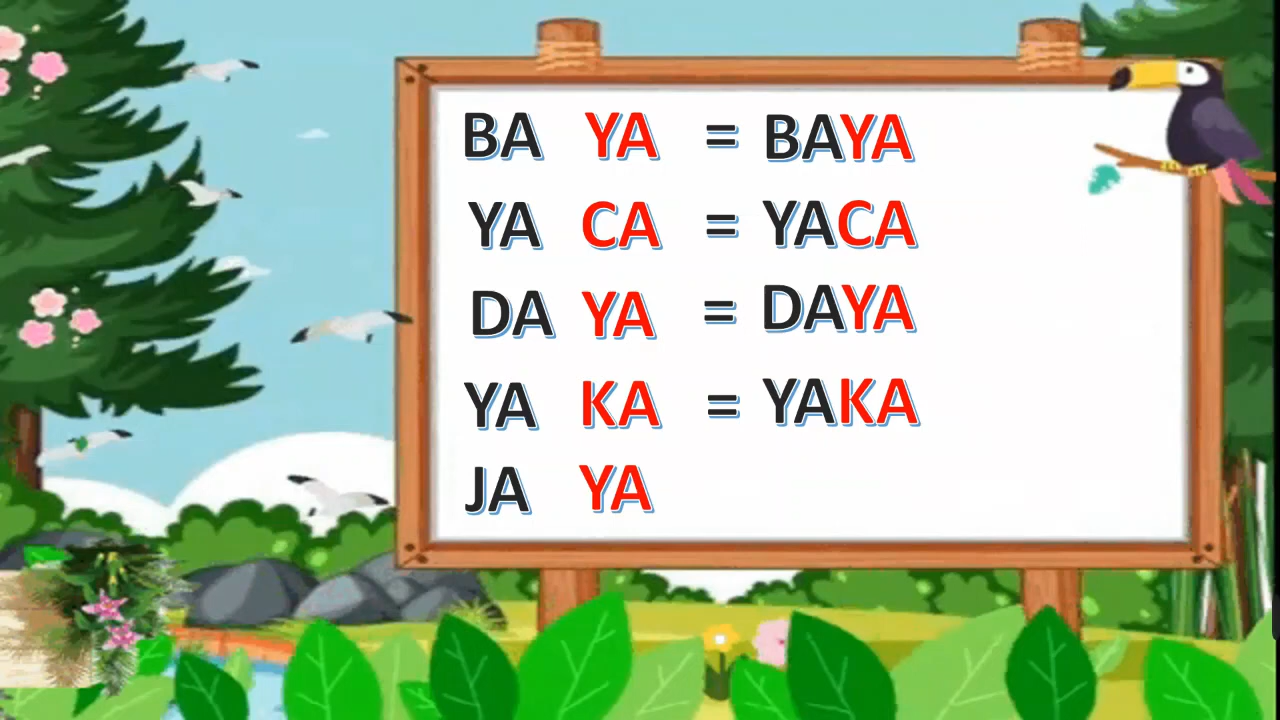 BA YA = BAYA
YA CA = YACA
DA YA = DAYA
YA KA = YAKA
JA YA